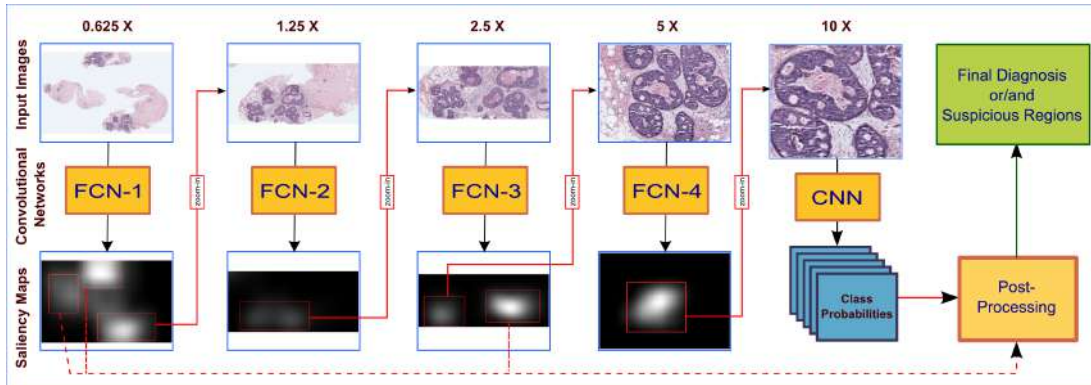 0.625 X
1.25 X
2.5 X
5 X
10 X
Input Images
Convolutional
Networks
Saliency Maps
FCN-1
FCN-2
FCN-3
FCN-4
CNN
zoom-in
zoom-in
zoom-in
zoom-in
Class
Probabilities
Post-
Processing
Final Diagnosis
or/and
Suspicious Regions